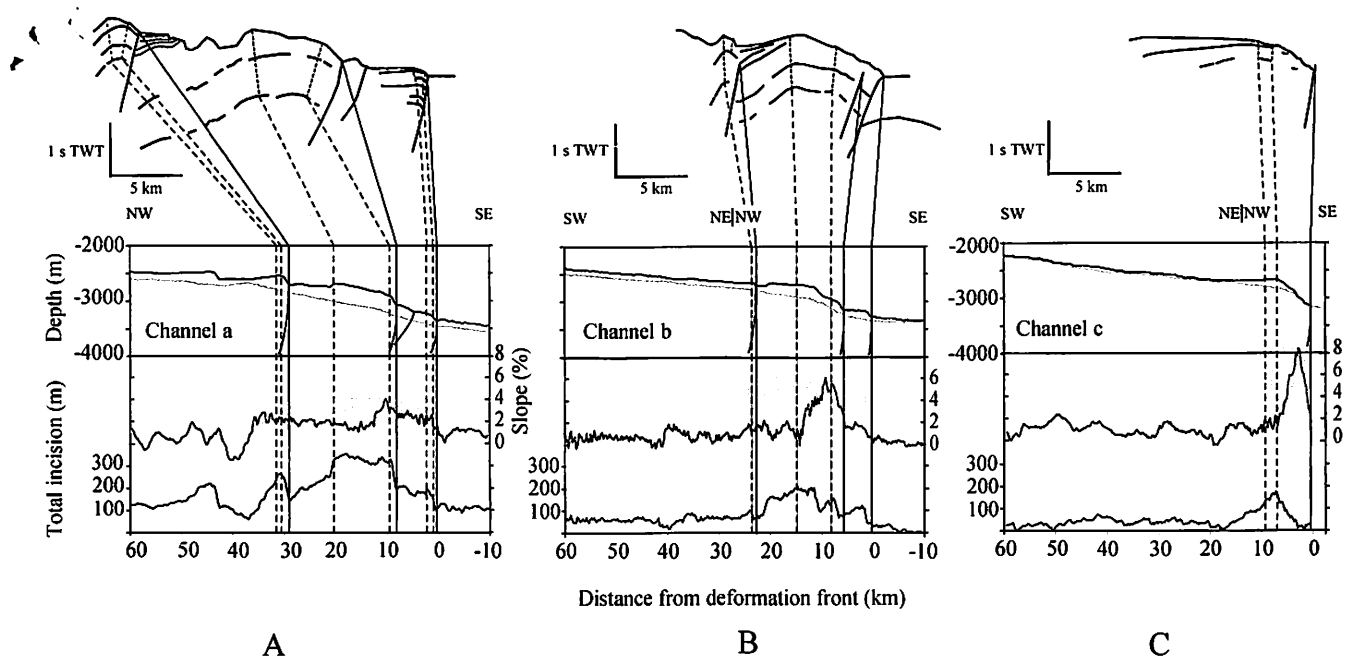 1 s TWT
5 km
NW
SE
1 s TWT
5 km
SW
NE|NW
SE
1 s TWT
5 km
SW
NE|NW
SE
Depth (m)
-2000
-3000
-4000
Channel a
Channel b
-2000
-3000
-4000
Channel c
Total incision (m)
300
200
100
8
6
4
2
0
Slope (%)
300
200
100
6
4
2
0
300
200
100
8
6
4
2
0
60 50 40 30 20 10 0 -10
60 50 40 30 20 10 0 -10
60 50 40 30 20 10 0
Distance from deformation front (km)
A
B
C